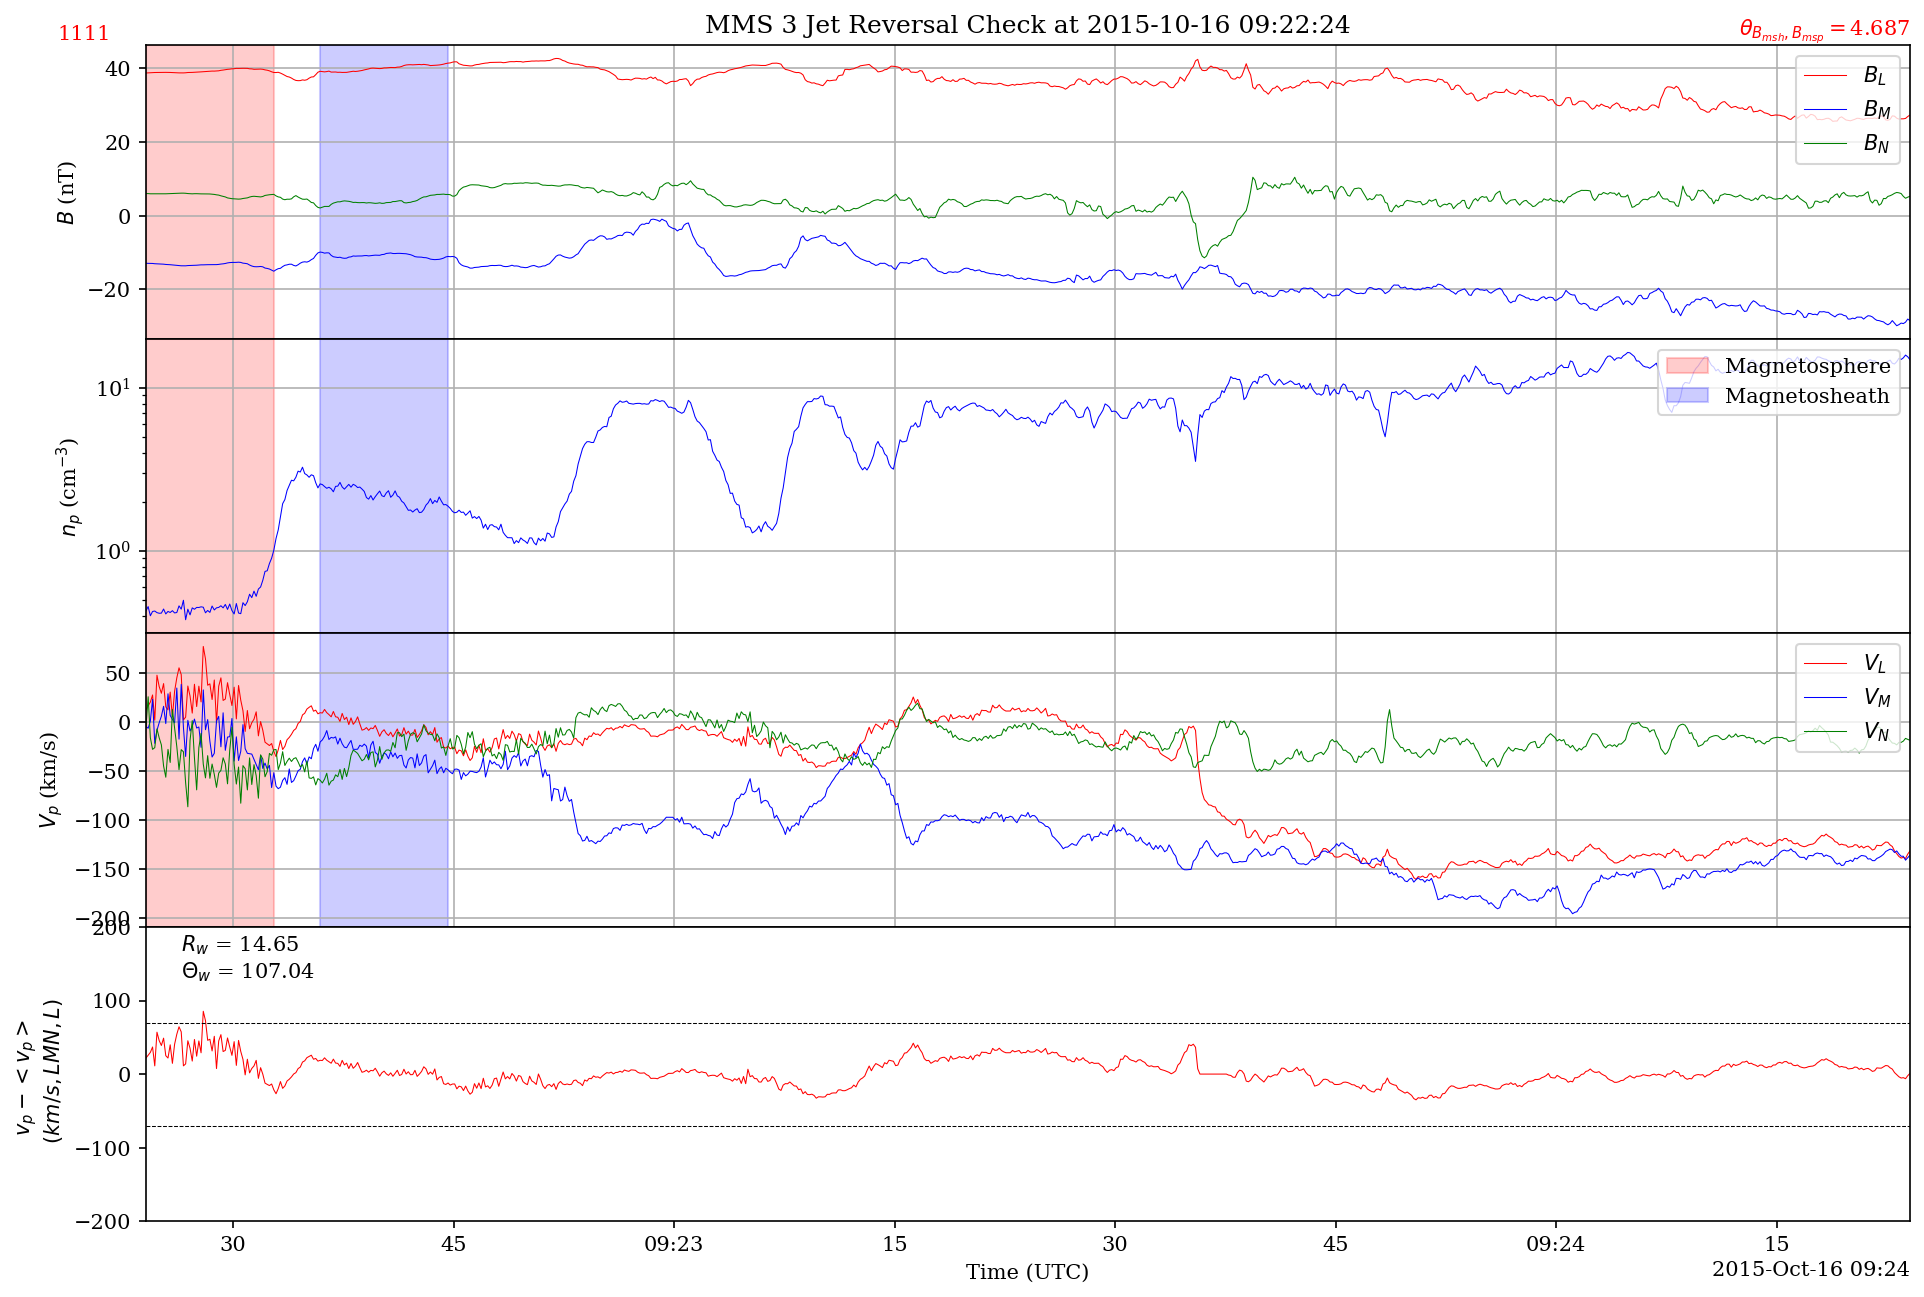 1111
MMS 3 Jet Reversal Check at 2015-10-16 09:22:24
θ_{B_{msh}, B_{msp}} = 4.687
40
20
0
−20
B (nT)
B_L
B_M
B_N
10^1
10^0
n_p (cm^{−3})
Magnetosphere
Magnetosheath
50
0
−50
−100
−150
−200
V_p (km/s)
V_L
V_M
V_N
200
100
0
−100
−200
v_p − < v_p >
(km/s, LMN, L)
R_w = 14.65
Θ_w = 107.04
30 45 09:23 15 30 45 09:24 15
Time (UTC)
2015-Oct-16 09:24